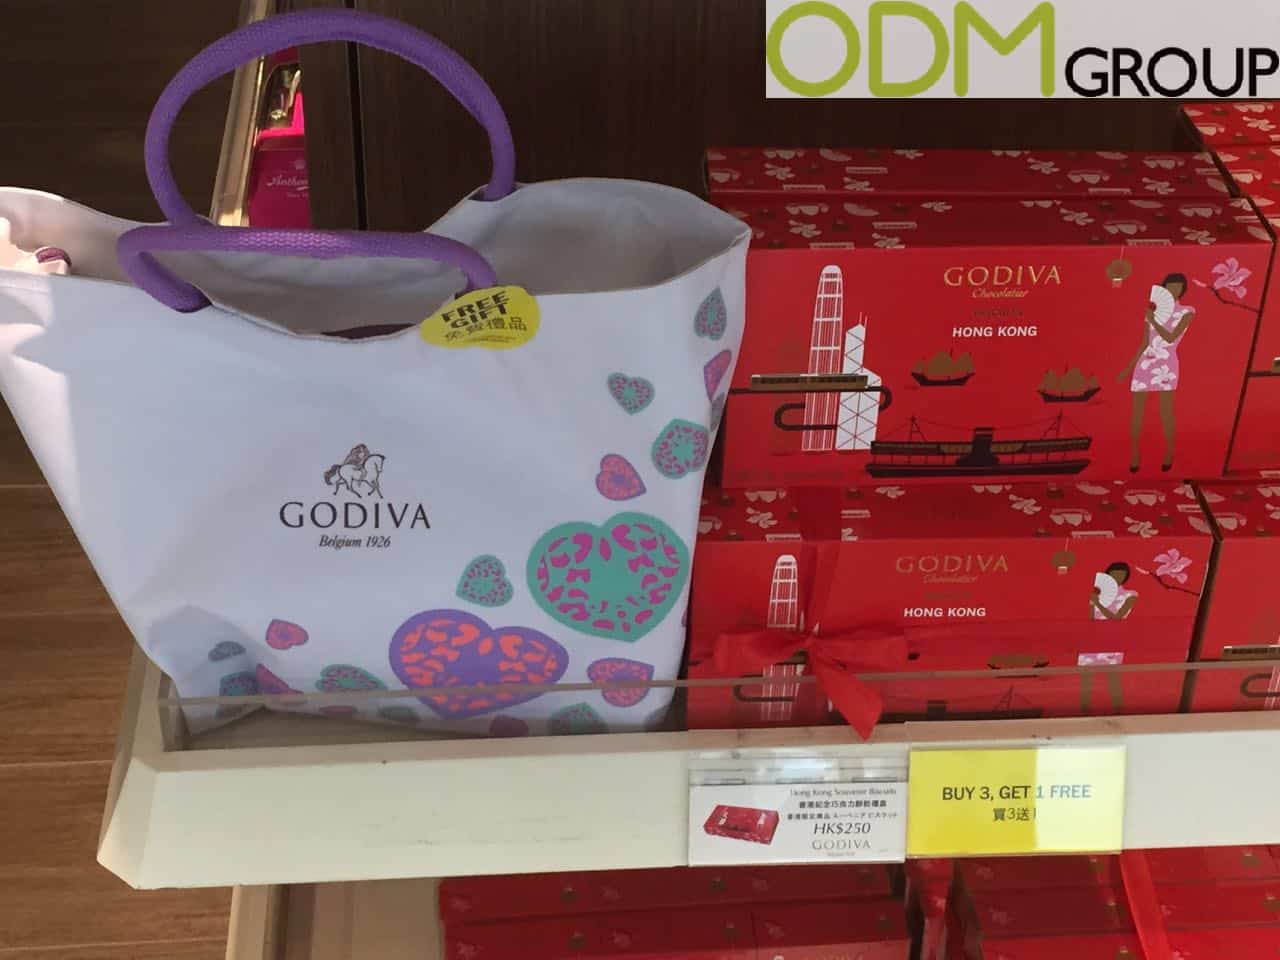 ODM GROUP
Anthon
FREE
GIFT
免費禮品
GODIVA
Belgium 1926
GODIVA
Chocolatier
HONG KONG
GODIVA
Chocolatier
HONG KONG
Hong Kong Souvenir Biscuits
香港紀念巧克力餅乾禮盒
HK$250
GODIVA
BUY 3, GET 1 FREE
買3送1